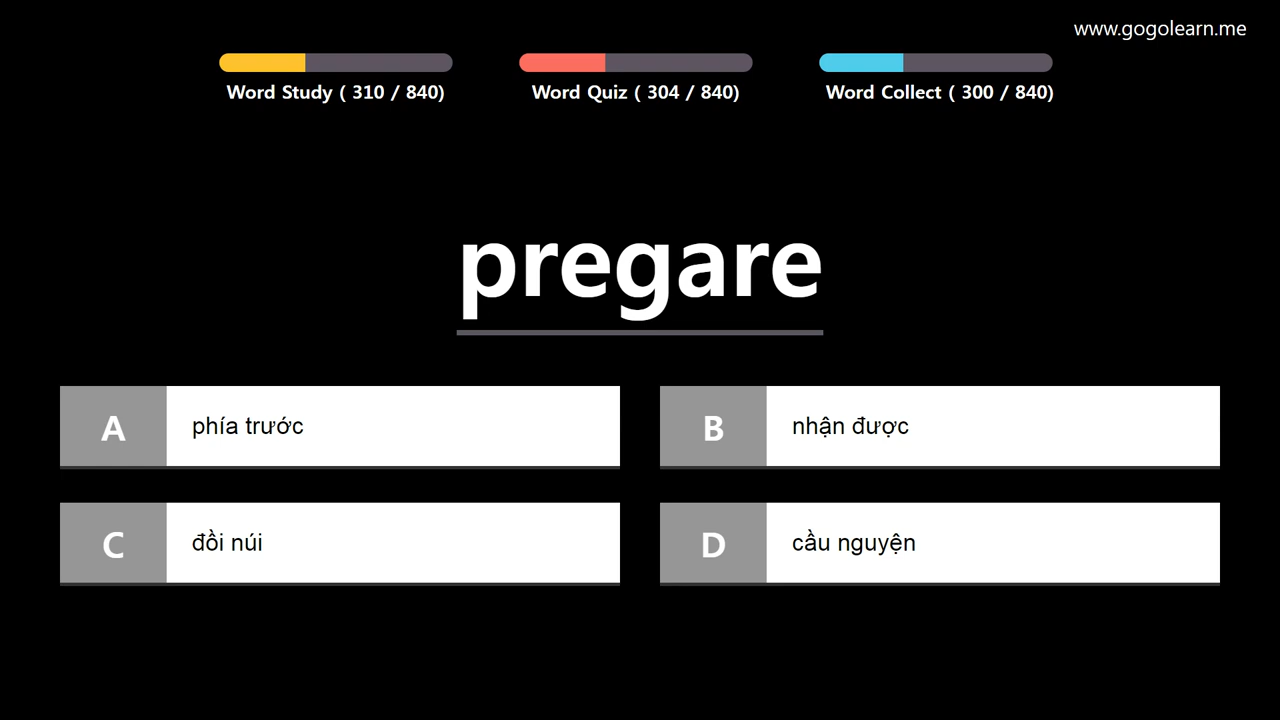 www.gogolearn.me
Word Study ( 310 / 840)
Word Quiz ( 304 / 840)
Word Collect ( 300 / 840)
pregare
A phía trước
B nhận được
C đồi núi
D cầu nguyện